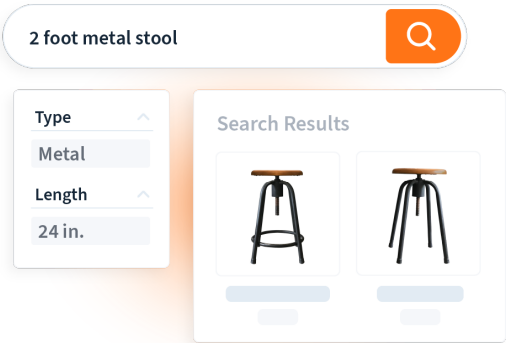 2 foot metal stool
Type
Metal
Length
24 in.
Search Results